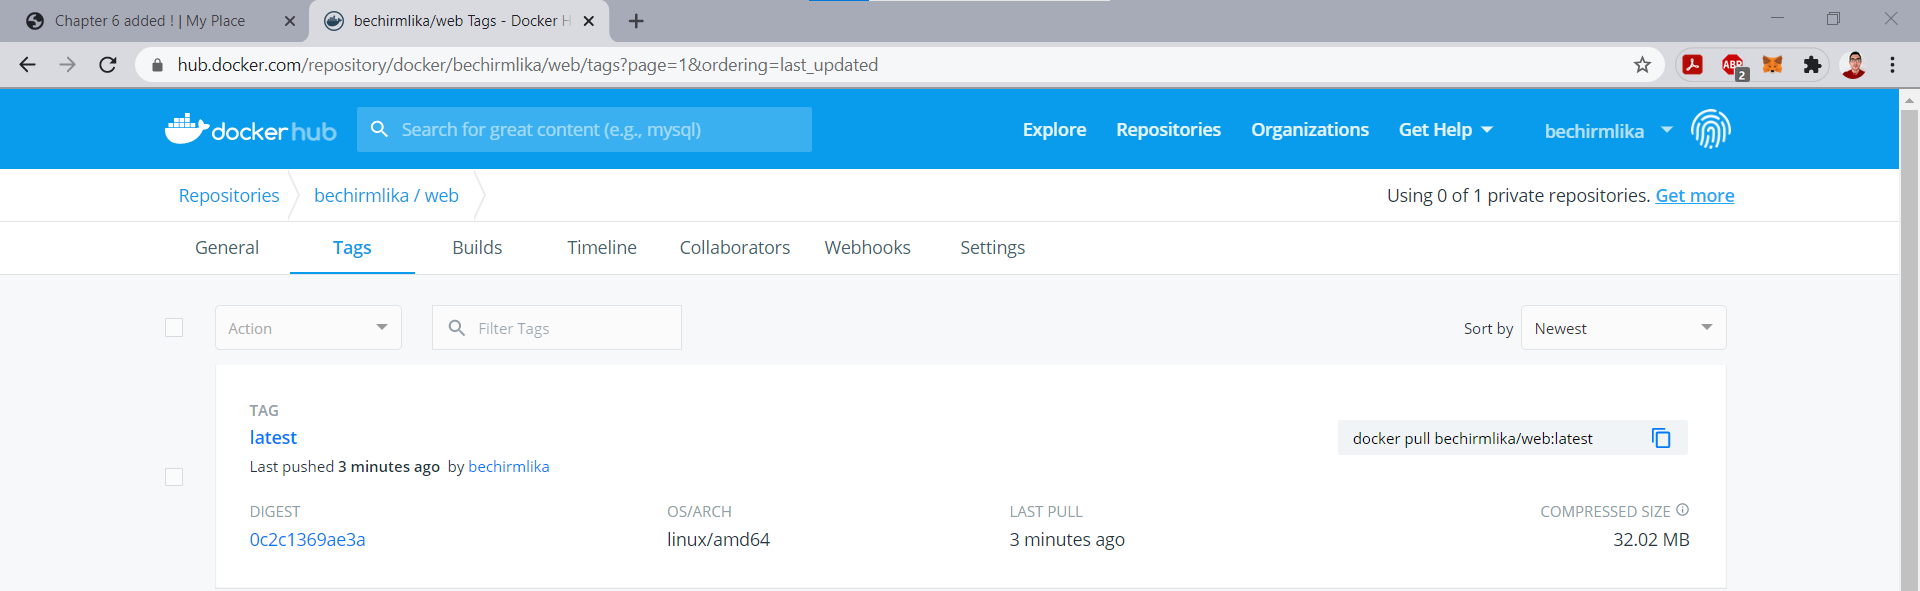 Chapter 6 added ! | My Place
bechirmlika/web Tags - Docker H
hub.docker.com/repository/docker/bechirmlika/web/tags?page=1&ordering=last_updated
ABP
2
docker hub
Search for great content (e.g., mysql)
Explore
Repositories
Organizations
Get Help
bechirmlika
Repositories
bechirmlika / web
Using 0 of 1 private repositories. Get more
General
Tags
Builds
Timeline
Collaborators
Webhooks
Settings
Action
Filter Tags
Sort by
Newest
TAG
latest
docker pull bechirmlika/web:latest
Last pushed 3 minutes ago by bechirmlika
DIGEST
OS/ARCH
LAST PULL
COMPRESSED SIZE
0c2c1369ae3a
linux/amd64
3 minutes ago
32.02 MB